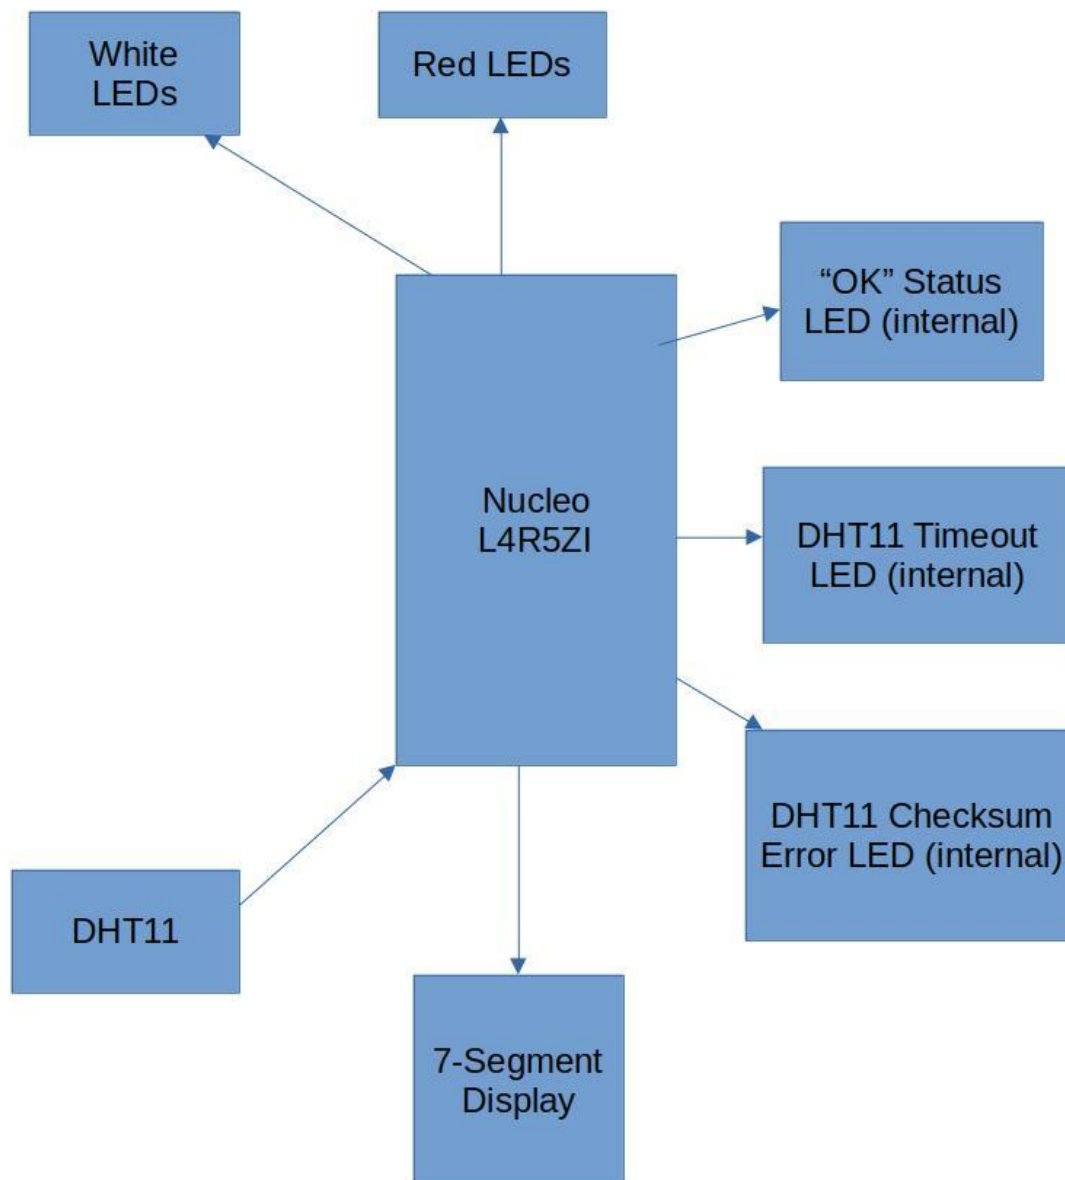 White
LEDs
Red LEDs
“OK” Status
LED (internal)
Nucleo
L4R5ZI
DHT11 Timeout
LED (internal)
DHT11 Checksum
Error LED (internal)
DHT11
7-Segment
Display